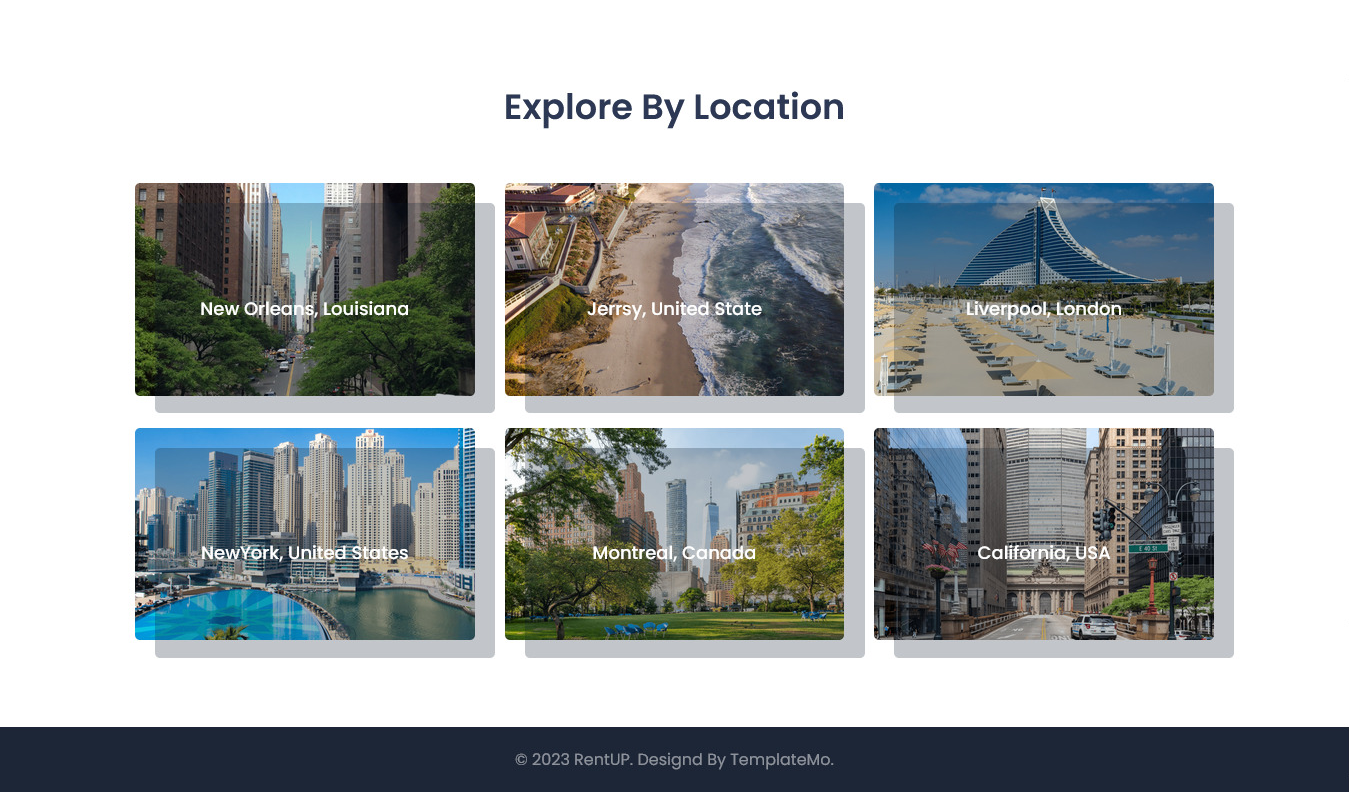 Explore By Location
New Orleans, Louisiana
Jerrsy, United State
Liverpool, London
NewYork, United States
Montreal, Canada
California, USA
E 40 ST
© 2023 RentUP. Designd By TemplateMo.